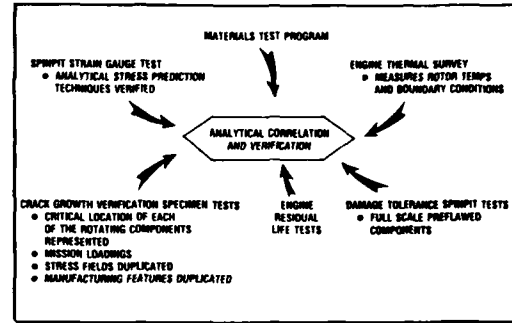 MATERIALS TEST PROGRAM
SPINPIT STRAIN GAUGE TEST
● ANALYTICAL STRESS PREDICTION
TECHNIQUES VERIFIED
ENGINE THERMAL SURVEY
● MEASURES ROTOR TEMPS
AND BOUNDARY CONDITIONS
ANALYTICAL CORRELATION
AND VERIFICATION
CRACK GROWTH VERIFICATION SPECIMEN TESTS
● CRITICAL LOCATION OF EACH
OF THE ROTATING COMPONENTS
REPRESENTED
● MISSION LOADINGS
● STRESS FIELDS DUPLICATED
● MANUFACTURING FEATURES DUPLICATED
ENGINE
RESIDUAL
LIFE TESTS
DAMAGE TOLERANCE SPINPIT TESTS
● FULL SCALE PREFLAWED
COMPONENTS